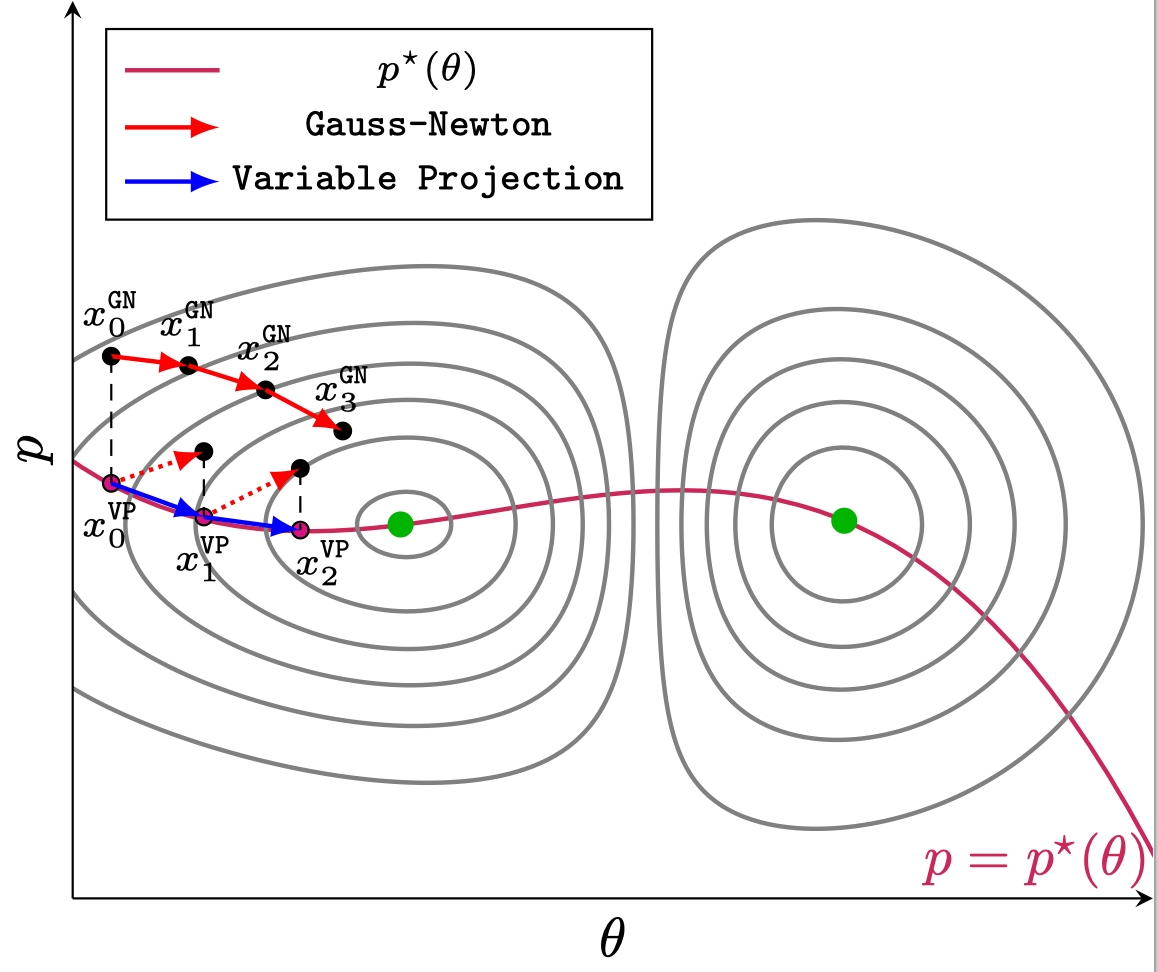 p⋆(θ)
Gauss-Newton
Variable Projection
x₀ᴳᴺ
x₁ᴳᴺ
x₂ᴳᴺ
x₃ᴳᴺ
p
x₀ⱽᴾ
x₁ⱽᴾ
x₂ⱽᴾ
p = p⋆(θ)
θ